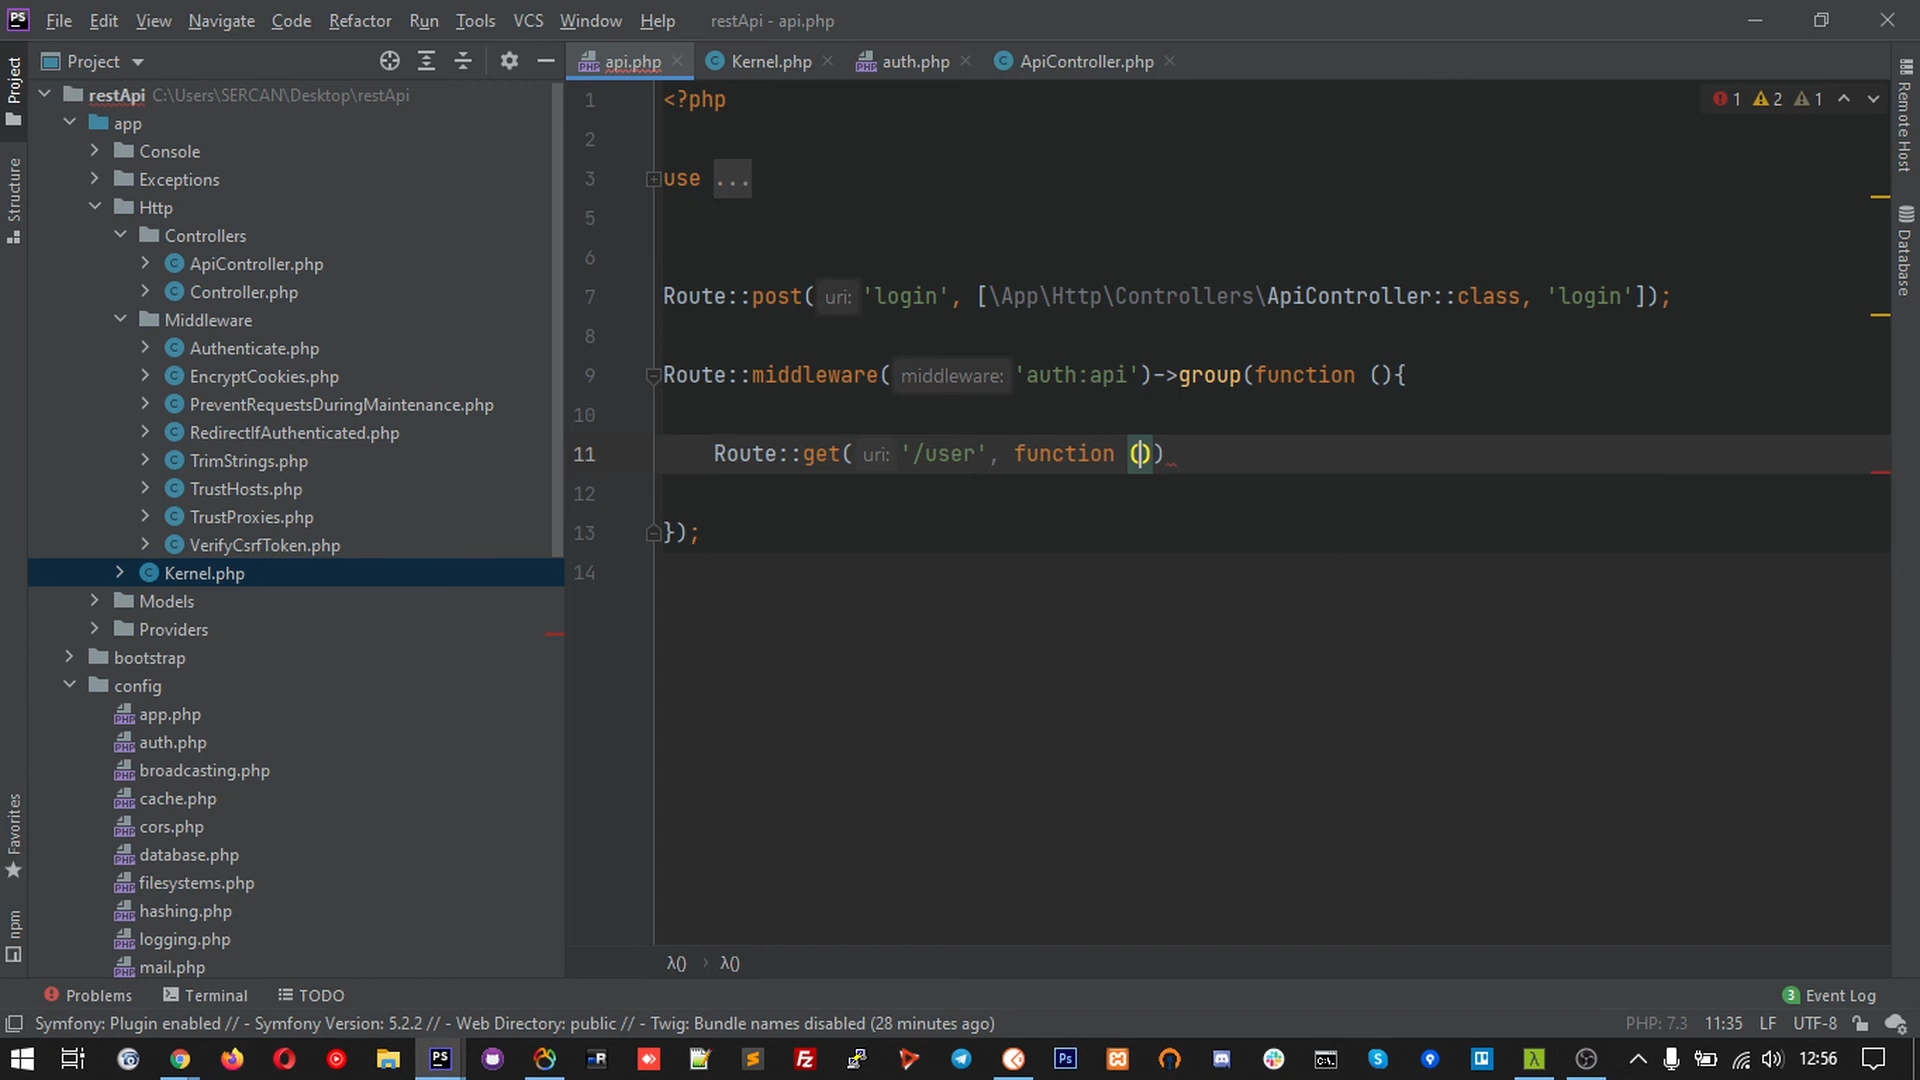 PS File Edit View Navigate Code Refactor Run Tools VCS Window Help restApi - api.php
Project
api.php Kernel.php auth.php ApiController.php
restApi C:\Users\SERCAN\Desktop\restApi
app
Console
Exceptions
Http
Controllers
ApiController.php
Controller.php
Middleware
Authenticate.php
EncryptCookies.php
PreventRequestsDuringMaintenance.php
RedirectIfAuthenticated.php
TrimStrings.php
TrustHosts.php
TrustProxies.php
VerifyCsrfToken.php
Kernel.php
Models
Providers
bootstrap
config
app.php
auth.php
broadcasting.php
cache.php
cors.php
database.php
filesystems.php
hashing.php
logging.php
mail.php
Project
Structure
Favorites
npm
1 <?php
2
3 use ...
5
6
7 Route::post( uri: 'login', [\App\Http\Controllers\ApiController::class, 'login']);
8
9 Route::middleware( middleware: 'auth:api')->group(function (){
10
11 Route::get( uri: '/user', function ())
12
13 });
14
1 2 1
Remote Host
Database
λ() › λ()
Problems Terminal TODO 3 Event Log
Symfony: Plugin enabled // - Symfony Version: 5.2.2 // - Web Directory: public // - Twig: Bundle names disabled (28 minutes ago) PHP: 7.3 11:35 LF UTF-8
12:56